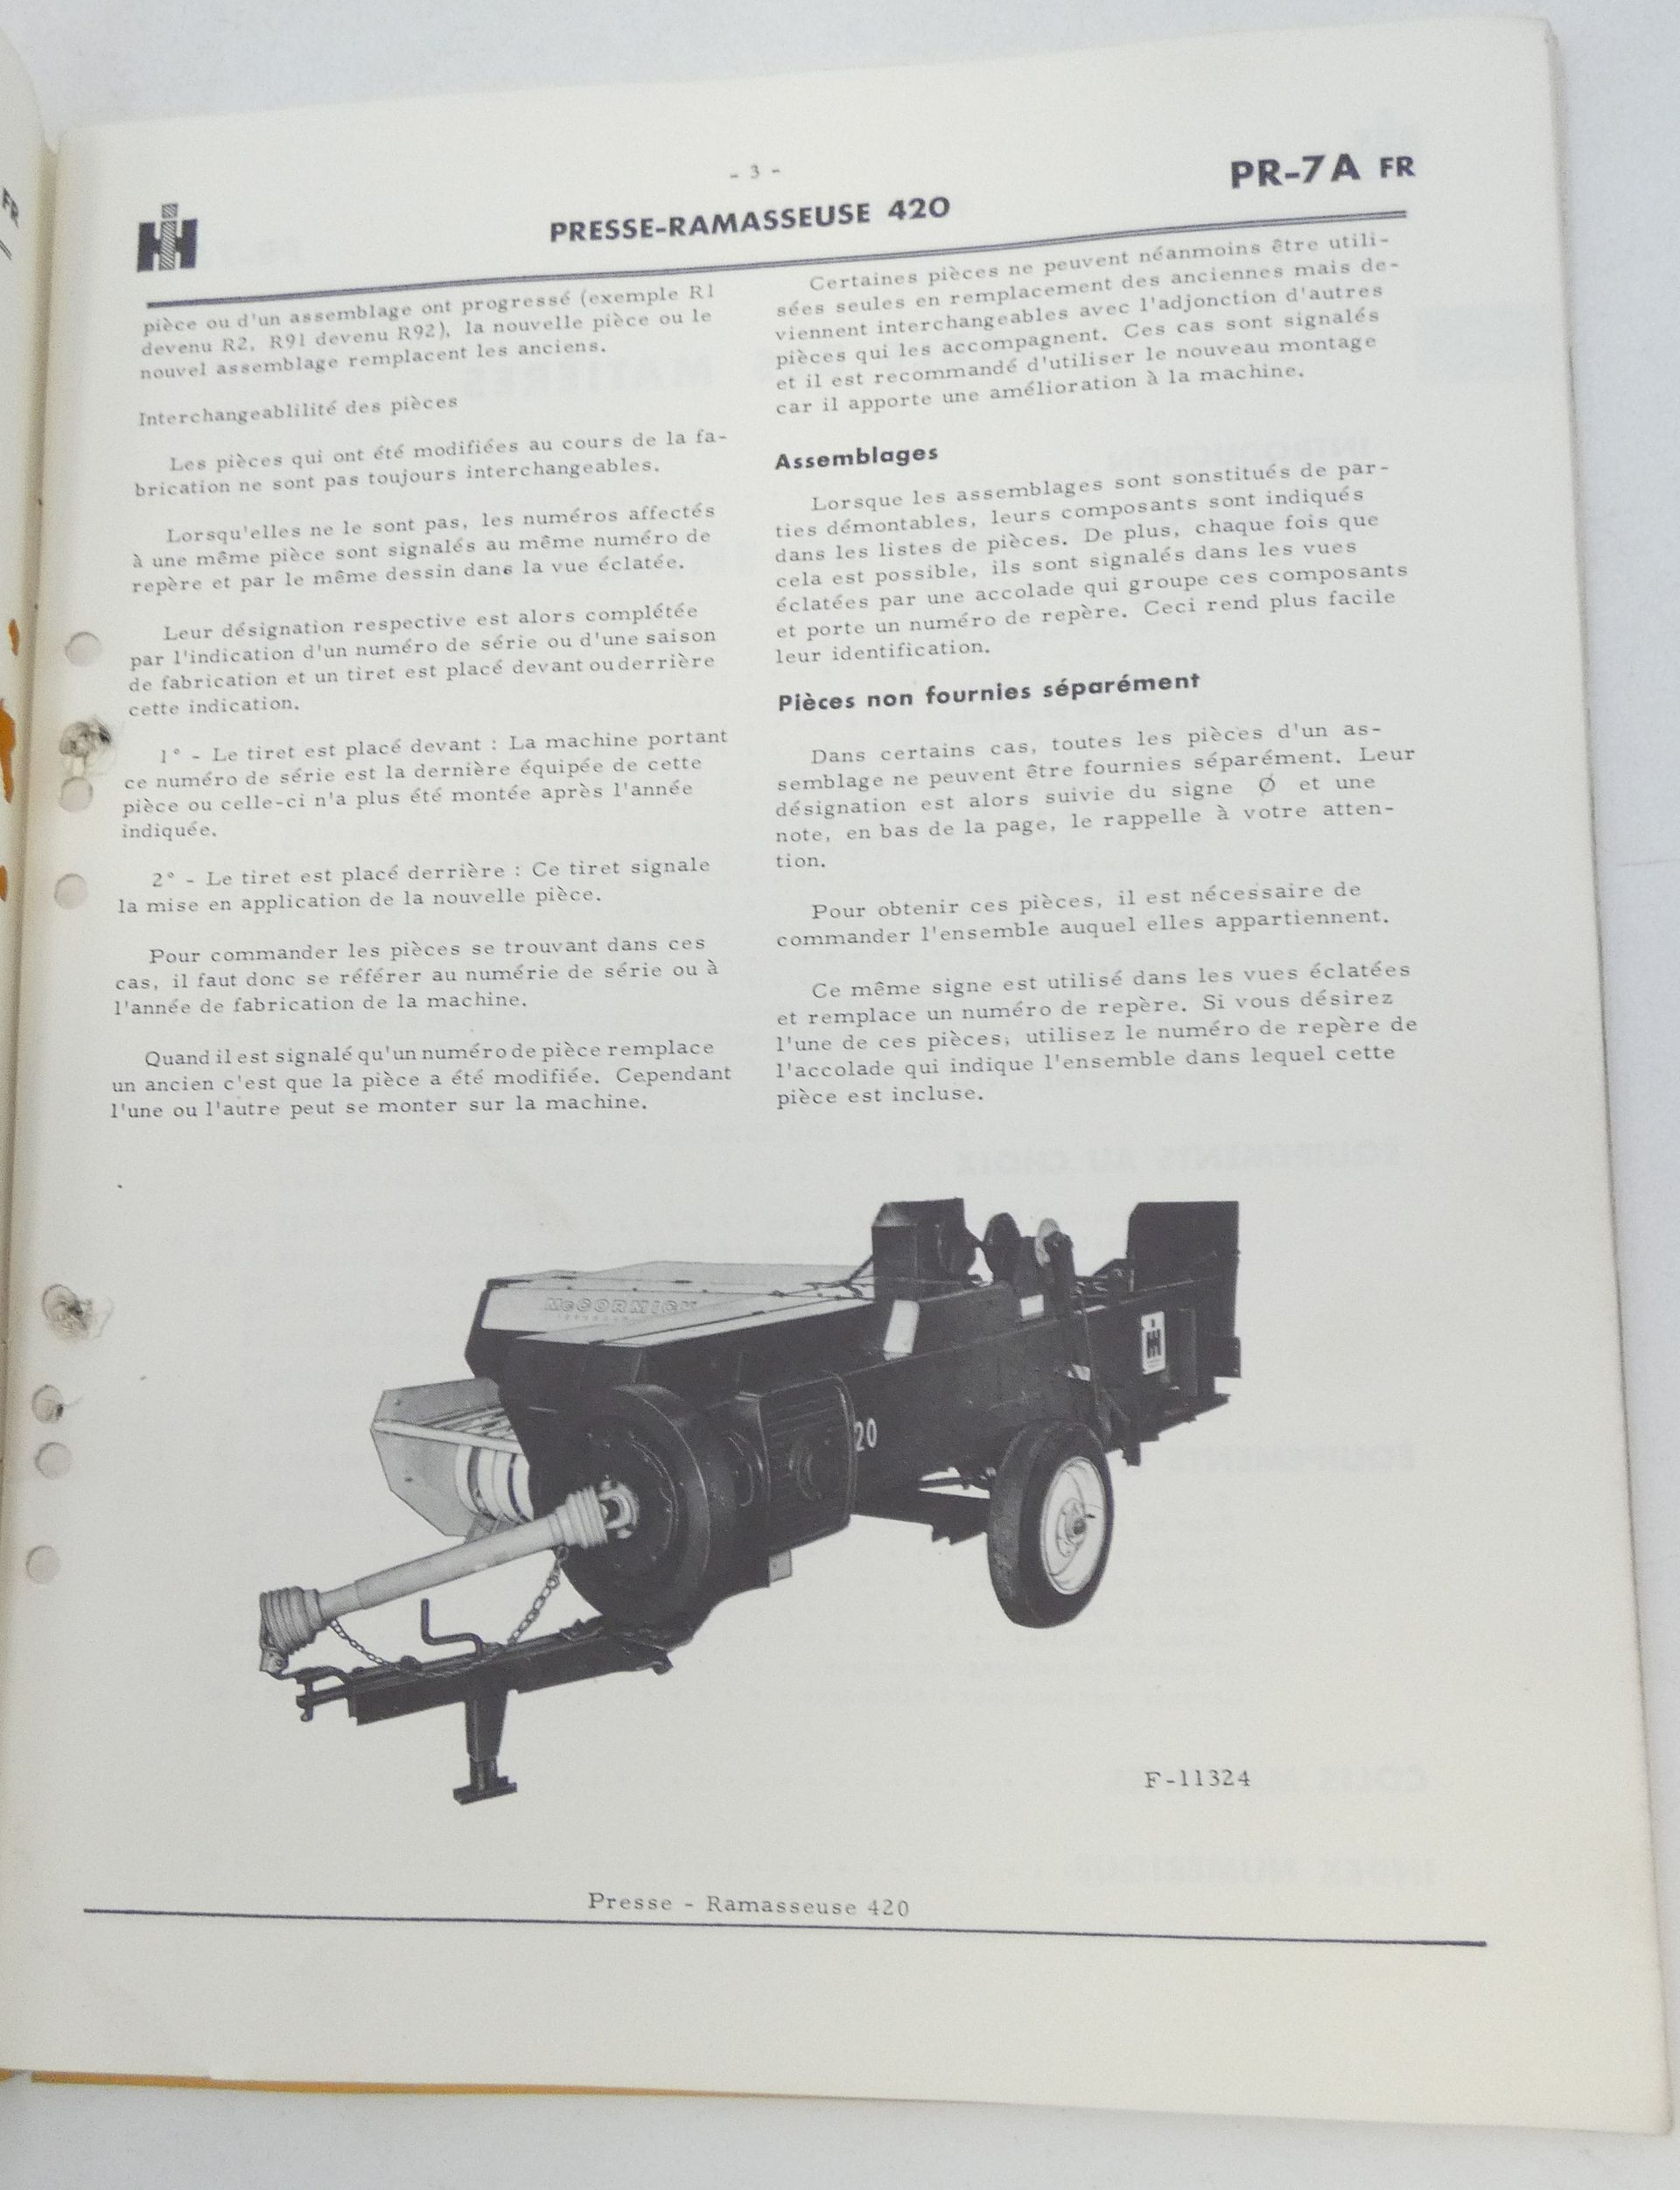 FR
- 3 -
PR-7A FR
PRESSE-RAMASSEUSE 420
pièce ou d'un assemblage ont progressé (exemple R1
devenu R2, R91 devenu R92), la nouvelle pièce ou le
nouvel assemblage remplacent les anciens.
Interchangeablilité des pièces
Les pièces qui ont été modifiées au cours de la fa-
brication ne sont pas toujours interchangeables.
Lorsqu'elles ne le sont pas, les numéros affectés
à une même pièce sont signalés au même numéro de
repère et par le même dessin dans la vue éclatée.
Leur désignation respective est alors complétée
par l'indication d'un numéro de série ou d'une saison
de fabrication et un tiret est placé devant ou derrière
cette indication.
1° - Le tiret est placé devant : La machine portant
ce numéro de série est la dernière équipée de cette
pièce ou celle-ci n'a plus été montée après l'année
indiquée.
2° - Le tiret est placé derrière : Ce tiret signale
la mise en application de la nouvelle pièce.
Pour commander les pièces se trouvant dans ces
cas, il faut donc se référer au numérie de série ou à
l'année de fabrication de la machine.
Quand il est signalé qu'un numéro de pièce remplace
un ancien c'est que la pièce a été modifiée. Cependant
l'une ou l'autre peut se monter sur la machine.
Certaines pièces ne peuvent néanmoins être utili-
sées seules en remplacement des anciennes mais de-
viennent interchangeables avec l'adjonction d'autres
pièces qui les accompagnent. Ces cas sont signalés
et il est recommandé d'utiliser le nouveau montage
car il apporte une amélioration à la machine.
Assemblages
Lorsque les assemblages sont sonstitués de par-
ties démontables, leurs composants sont indiqués
dans les listes de pièces. De plus, chaque fois que
cela est possible, ils sont signalés dans les vues
éclatées par une accolade qui groupe ces composants
et porte un numéro de repère. Ceci rend plus facile
leur identification.
Pièces non fournies séparément
Dans certains cas, toutes les pièces d'un as-
semblage ne peuvent être fournies séparément. Leur
désignation est alors suivie du signe Ø et une
note, en bas de la page, le rappelle à votre atten-
tion.
Pour obtenir ces pièces, il est nécessaire de
commander l'ensemble auquel elles appartiennent.
Ce même signe est utilisé dans les vues éclatées
et remplace un numéro de repère. Si vous désirez
l'une de ces pièces, utilisez le numéro de repère de
l'accolade qui indique l'ensemble dans lequel cette
pièce est incluse.
McCORMICK
20
IH
F-11324
Presse - Ramasseuse 420